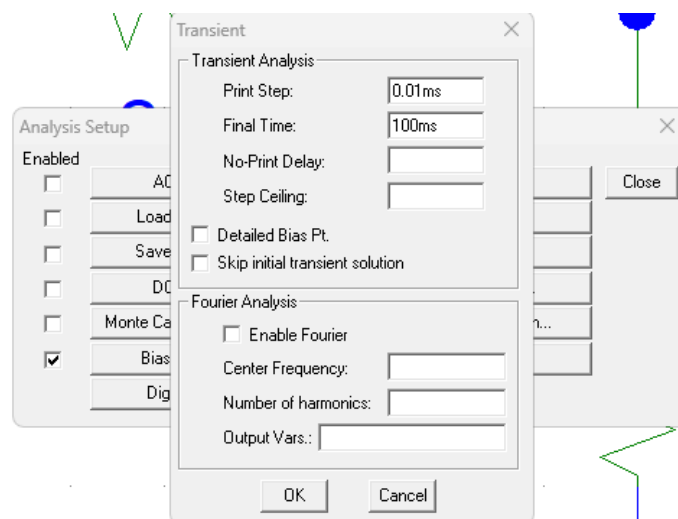 Transient
Transient Analysis
Print Step: 0.01ms
Final Time: 100ms
No-Print Delay:
Step Ceiling:
Detailed Bias Pt.
Skip initial transient solution
Fourier Analysis
Enable Fourier
Center Frequency:
Number of harmonics:
Output Vars.:
OK Cancel
Analysis Setup
Enabled
AC
Load
Save
DC
Monte Ca
Bias
Dig
n...
Close